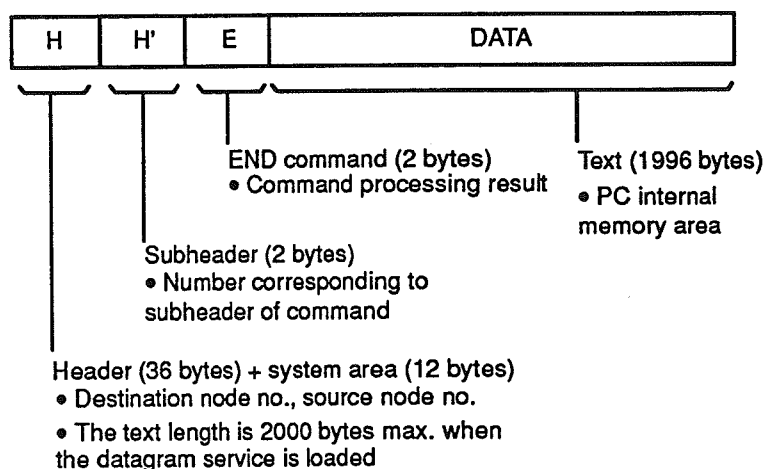 H H' E DATA
END command (2 bytes)
• Command processing result
Text (1996 bytes)
• PC internal
memory area
Subheader (2 bytes)
• Number corresponding to
subheader of command
Header (36 bytes) + system area (12 bytes)
• Destination node no., source node no.
• The text length is 2000 bytes max. when
the datagram service is loaded